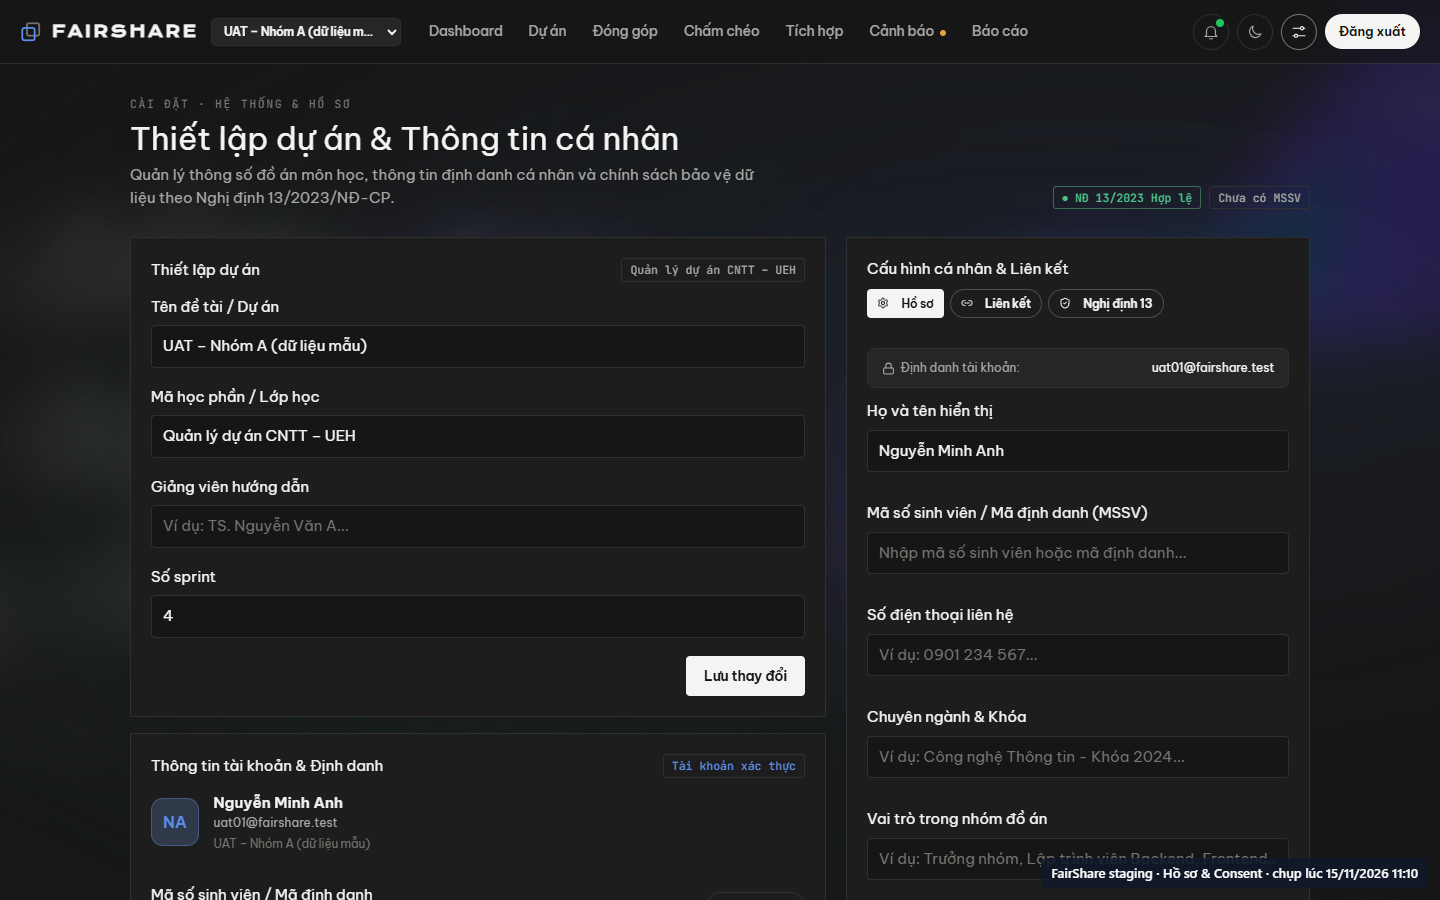 FAIRSHARE
UAT – Nhóm A (dữ liệu m...
Dashboard
Dự án
Đóng góp
Chấm chéo
Tích hợp
Cảnh báo
Báo cáo
Đăng xuất
CÀI ĐẶT · HỆ THỐNG & HỒ SƠ
Thiết lập dự án & Thông tin cá nhân
Quản lý thông số đồ án môn học, thông tin định danh cá nhân và chính sách bảo vệ dữ
liệu theo Nghị định 13/2023/NĐ-CP.
NĐ 13/2023 Hợp lệ
Chưa có MSSV
Thiết lập dự án
Quản lý dự án CNTT – UEH
Tên đề tài / Dự án
UAT – Nhóm A (dữ liệu mẫu)
Mã học phần / Lớp học
Quản lý dự án CNTT – UEH
Giảng viên hướng dẫn
Ví dụ: TS. Nguyễn Văn A...
Số sprint
4
Lưu thay đổi
Thông tin tài khoản & Định danh
Tài khoản xác thực
NA
Nguyễn Minh Anh
uat01@fairshare.test
UAT – Nhóm A (dữ liệu mẫu)
Mã số sinh viên / Mã định danh
Cấu hình cá nhân & Liên kết
Hồ sơ
Liên kết
Nghị định 13
Định danh tài khoản:
uat01@fairshare.test
Họ và tên hiển thị
Nguyễn Minh Anh
Mã số sinh viên / Mã định danh (MSSV)
Nhập mã số sinh viên hoặc mã định danh...
Số điện thoại liên hệ
Ví dụ: 0901 234 567...
Chuyên ngành & Khóa
Ví dụ: Công nghệ Thông tin - Khóa 2024...
Vai trò trong nhóm đồ án
Ví dụ: Trưởng nhóm, Lập trình viên Backend, Frontend...
FairShare staging · Hồ sơ & Consent · chụp lúc 15/11/2026 11:10